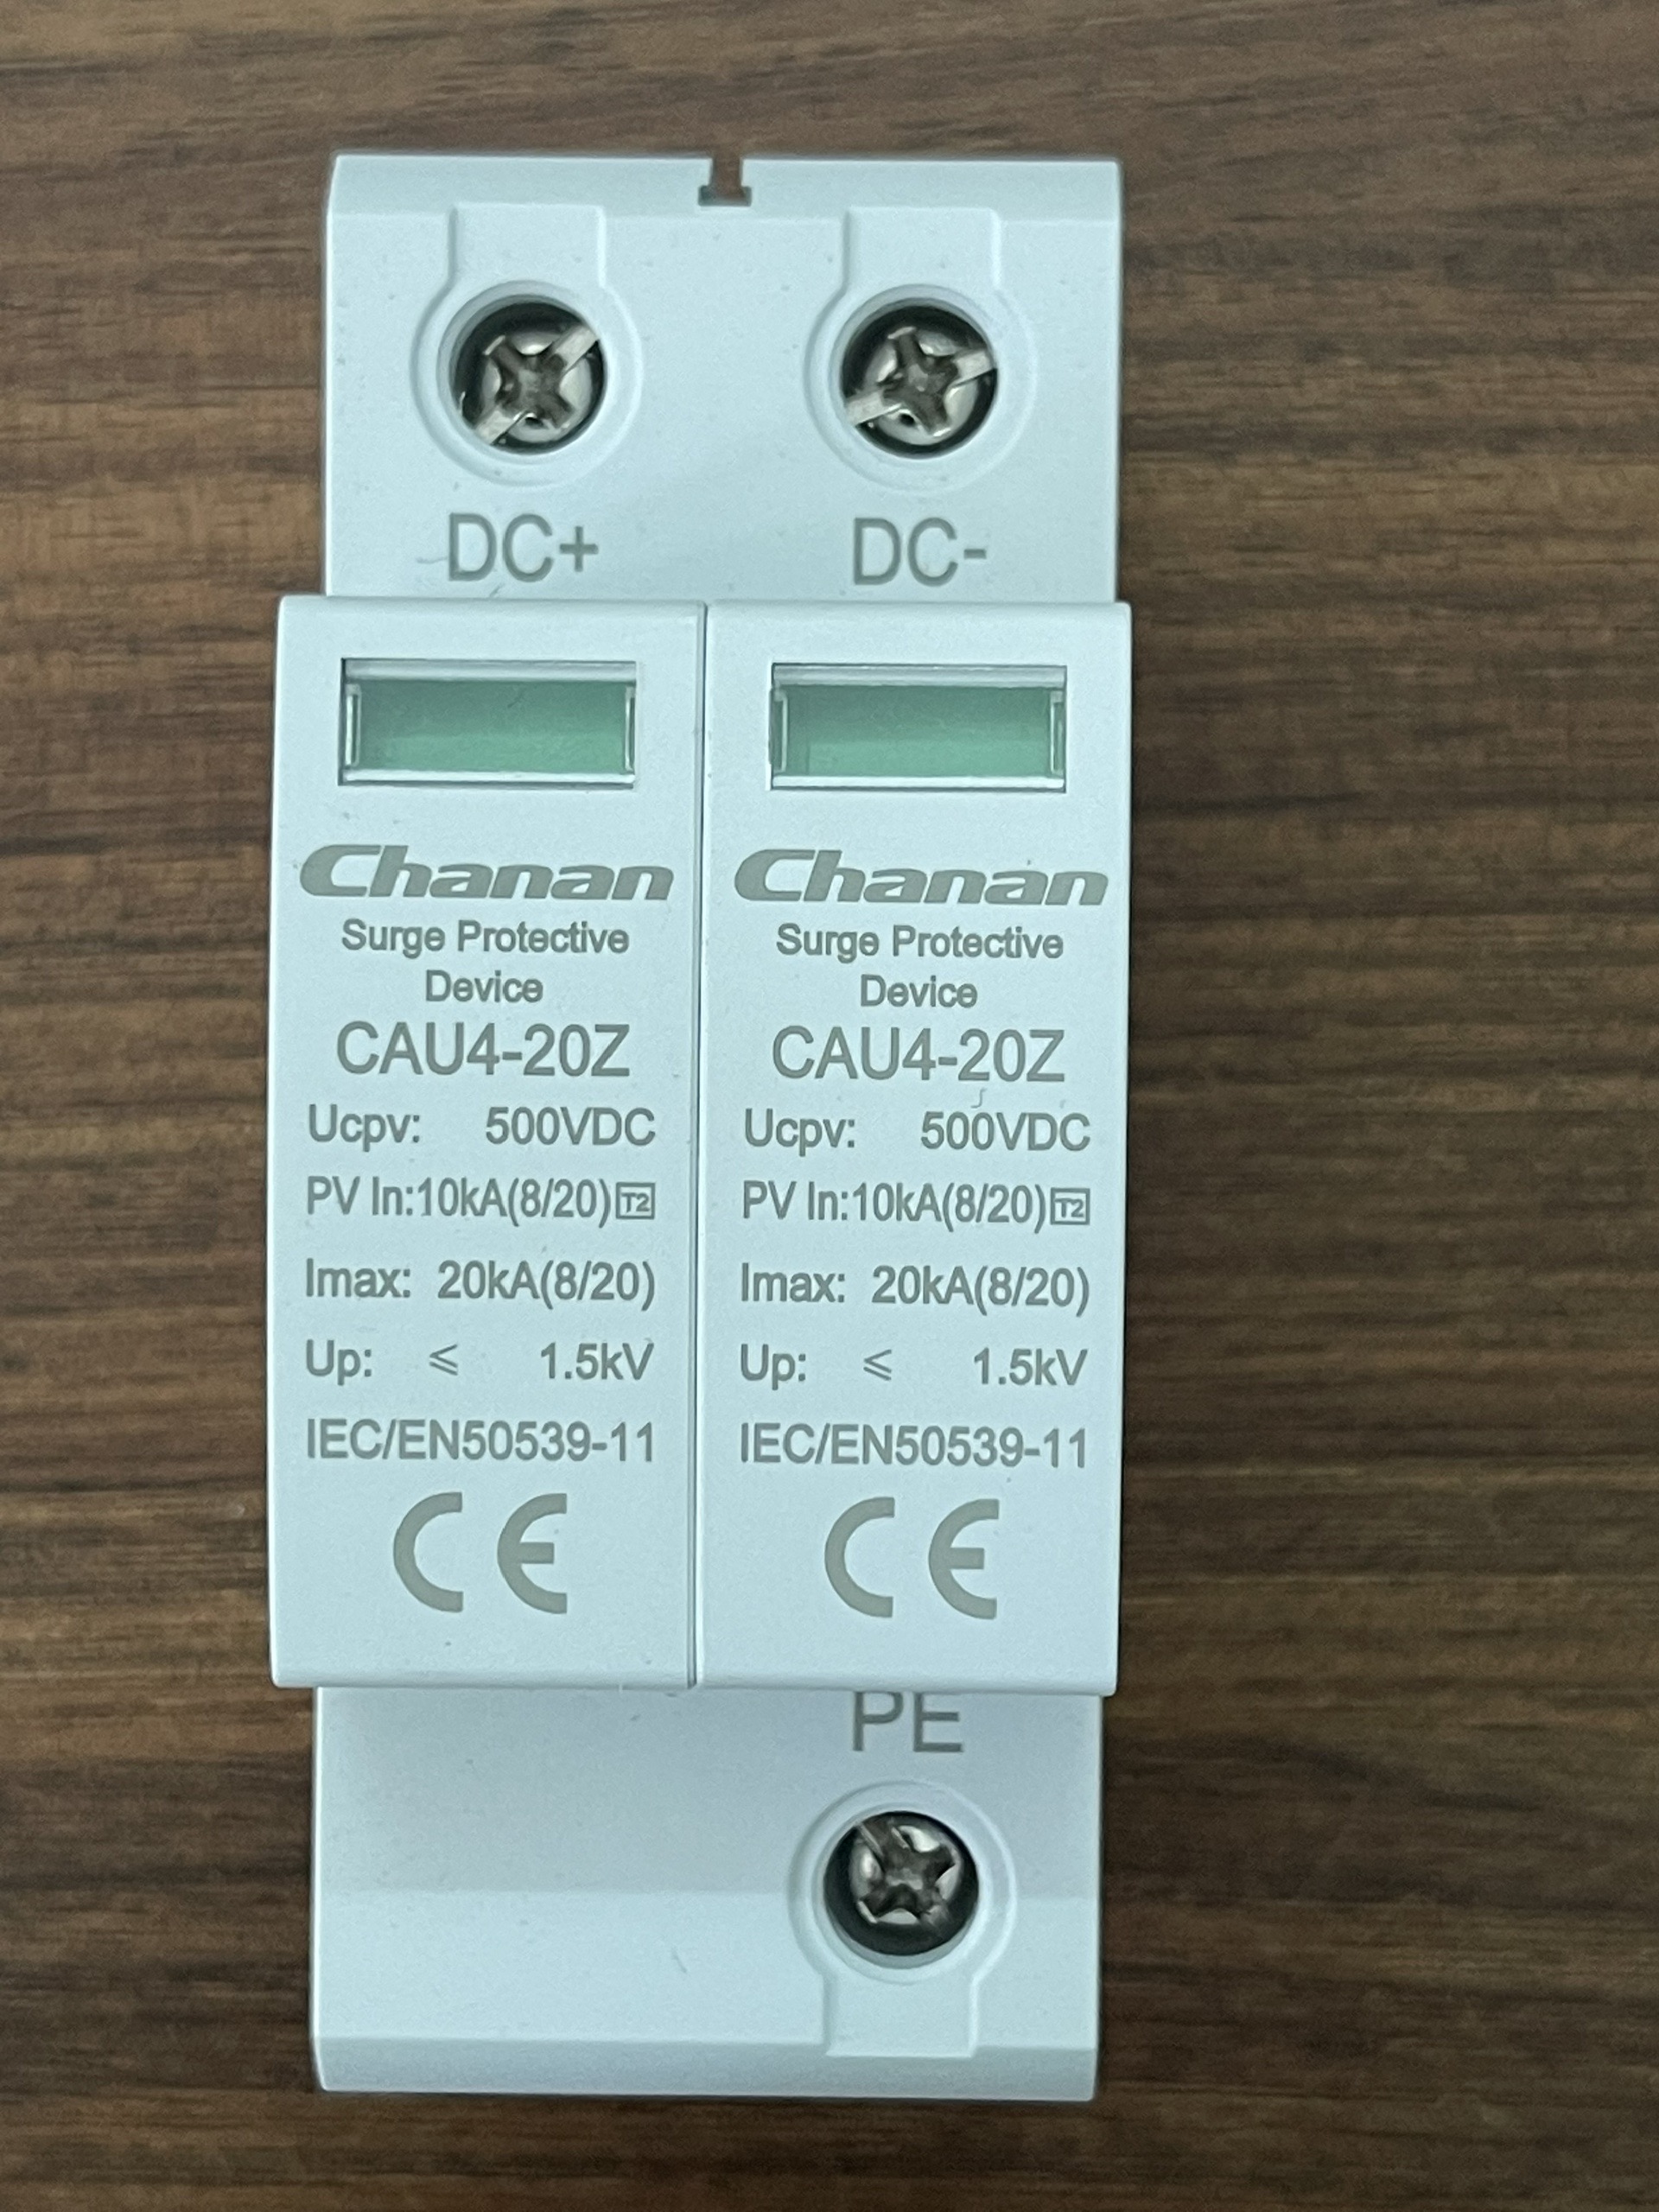 DC+ DC-
Chanan
Surge Protective
Device
CAU4-20Z
Ucpv: 500VDC
PV In:10kA(8/20) T2
Imax: 20kA(8/20)
Up: ⩽ 1.5kV
IEC/EN50539-11
CE
Chanan
Surge Protective
Device
CAU4-20Z
Ucpv: 500VDC
PV In:10kA(8/20) T2
Imax: 20kA(8/20)
Up: ⩽ 1.5kV
IEC/EN50539-11
CE
PE